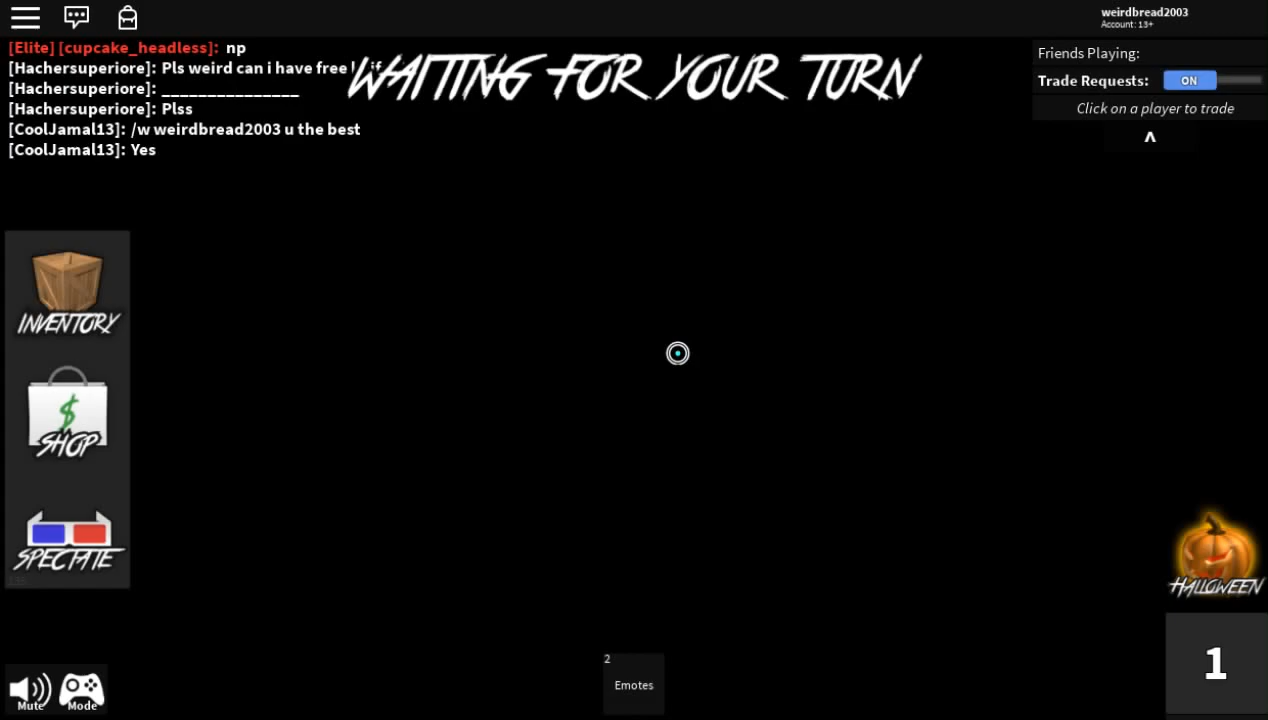 weirdbread2003
Account: 13+
[Elite] [cupcake_headless]: np
[Hachersuperiore]: Pls weird can i have free
[Hachersuperiore]: _______________
[Hachersuperiore]: Plss
[CoolJamal13]: /w weirdbread2003 u the best
[CoolJamal13]: Yes
WAITING FOR YOUR TURN
Friends Playing:
Trade Requests: ON
Click on a player to trade
^
INVENTORY
$
SHOP
SPECTATE
135
HALLOWEEN
1
2
Emotes
Mute
Mode